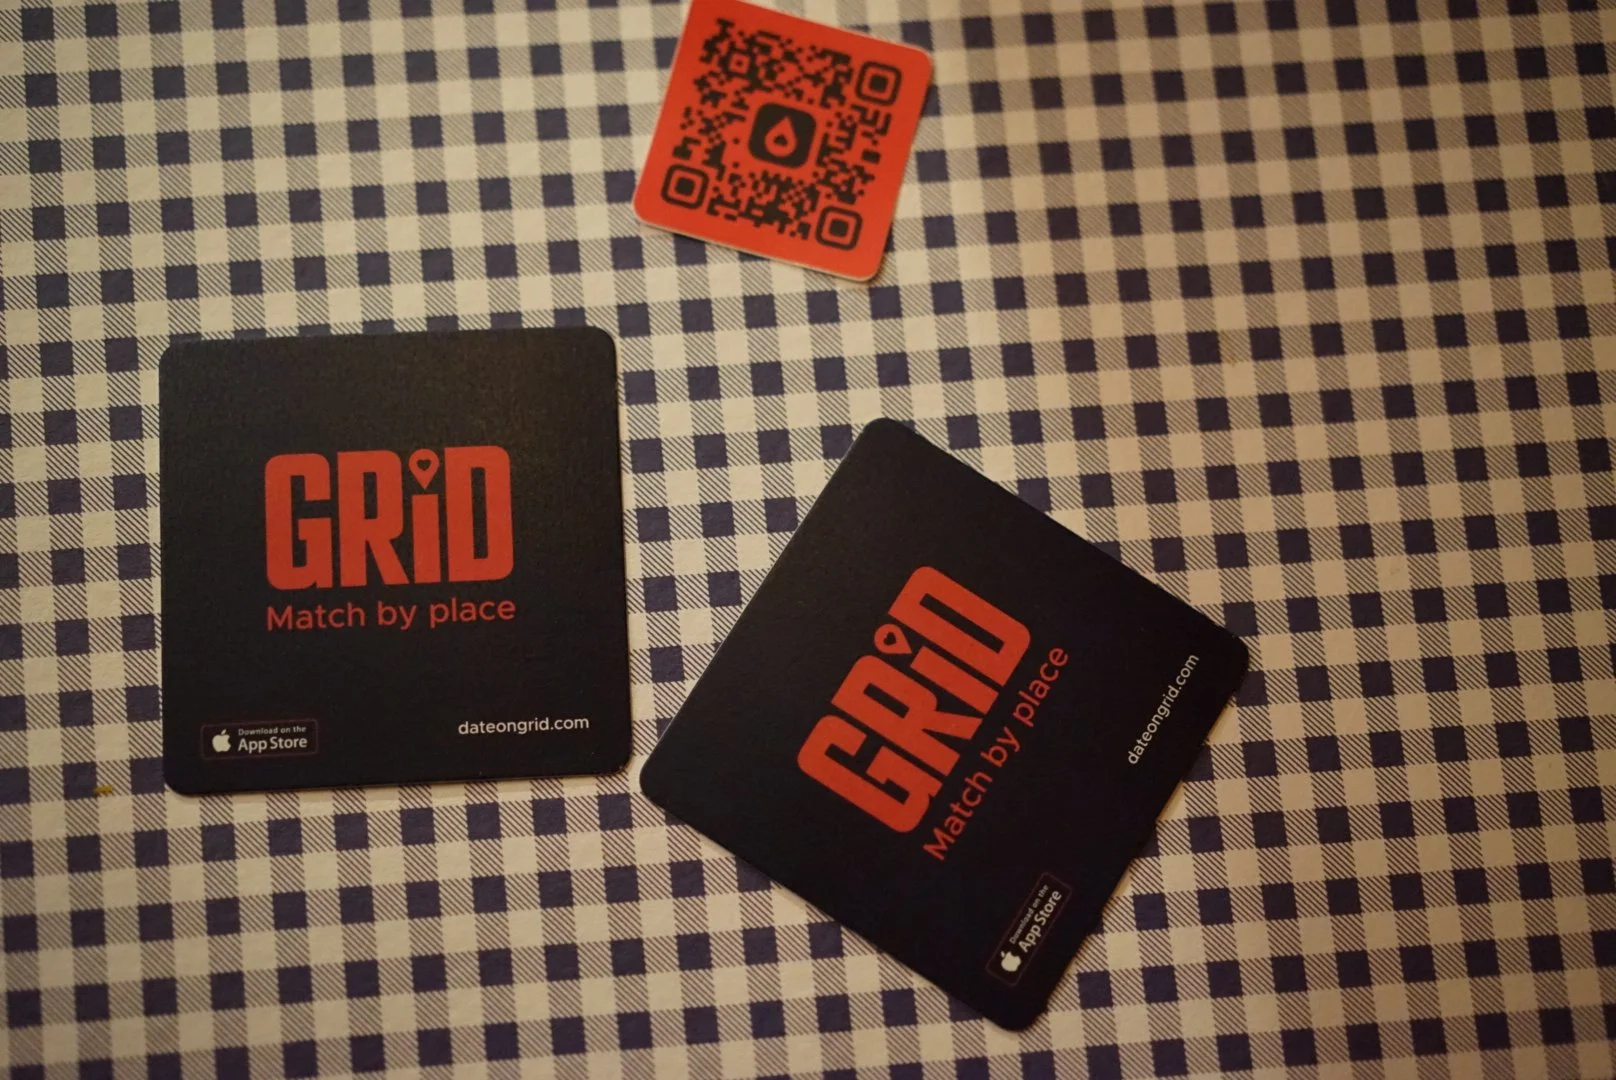 GRiD
Match by place
Download on the
App Store
dateongrid.com
GRiD
Match by place
dateongrid.com
Download on the
App Store